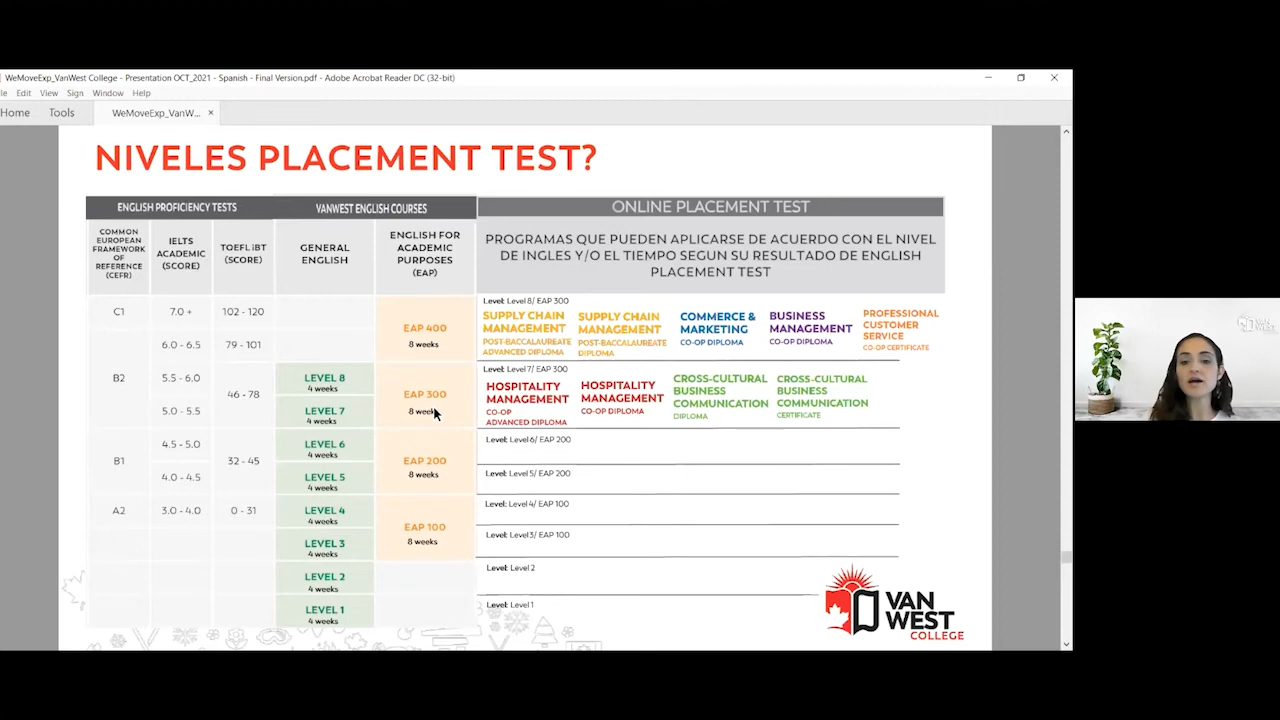 WeMoveExp_VanWest College - Presentation OCT_2021 - Spanish - Final Version.pdf - Adobe Acrobat Reader DC (32-bit)
le Edit View Sign Window Help
Home Tools WeMoveExp_VanW... ×
NIVELES PLACEMENT TEST?
ENGLISH PROFICIENCY TESTS
VANWEST ENGLISH COURSES
ONLINE PLACEMENT TEST
COMMON
EUROPEAN
FRAMEWORK
OF
REFERENCE
(CEFR)
IELTS
ACADEMIC
(SCORE)
TOEFL iBT
(SCORE)
GENERAL
ENGLISH
ENGLISH FOR
ACADEMIC
PURPOSES
(EAP)
PROGRAMAS QUE PUEDEN APLICARSE DE ACUERDO CON EL NIVEL
DE INGLES Y/O EL TIEMPO SEGUN SU RESULTADO DE ENGLISH
PLACEMENT TEST
C1
7.0 +
102 - 120
6.0 - 6.5
79 - 101
EAP 400
8 weeks
Level: Level 8/ EAP 300
SUPPLY CHAIN
MANAGEMENT
POST-BACCALAUREATE
ADVANCED DIPLOMA
SUPPLY CHAIN
MANAGEMENT
POST-BACCALAUREATE
DIPLOMA
COMMERCE &
MARKETING
CO-OP DIPLOMA
BUSINESS
MANAGEMENT
CO-OP DIPLOMA
PROFESSIONAL
CUSTOMER
SERVICE
CO-OP CERTIFICATE
B2
5.5 - 6.0
5.0 - 5.5
46 - 78
LEVEL 8
4 weeks
LEVEL 7
4 weeks
EAP 300
8 weeks
Level: Level 7/ EAP 300
HOSPITALITY
MANAGEMENT
CO-OP
ADVANCED DIPLOMA
HOSPITALITY
MANAGEMENT
CO-OP DIPLOMA
CROSS-CULTURAL
BUSINESS
COMMUNICATION
DIPLOMA
CROSS-CULTURAL
BUSINESS
COMMUNICATION
CERTIFICATE
B1
4.5 - 5.0
4.0 - 4.5
32 - 45
LEVEL 6
4 weeks
LEVEL 5
4 weeks
EAP 200
8 weeks
Level: Level 6/ EAP 200
Level: Level 5/ EAP 200
A2
3.0 - 4.0
0 - 31
LEVEL 4
4 weeks
LEVEL 3
4 weeks
EAP 100
8 weeks
Level: Level 4/ EAP 100
Level: Level 3/ EAP 100
LEVEL 2
4 weeks
Level: Level 2
LEVEL 1
4 weeks
Level: Level 1
VAN
WEST
COLLEGE